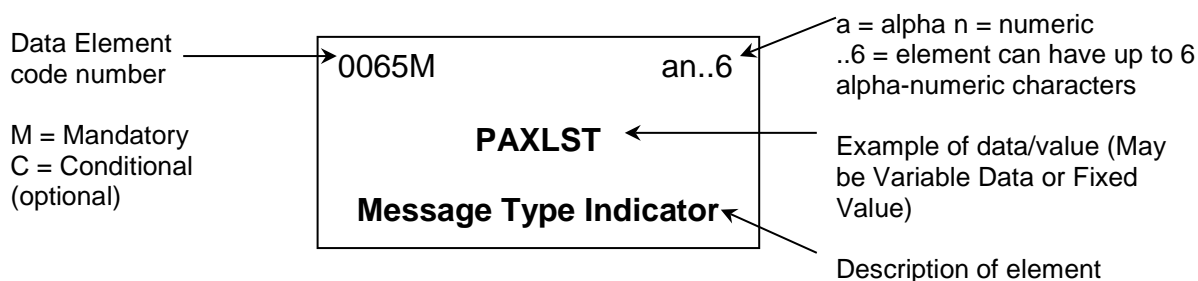 Data Element
code number
M = Mandatory
C = Conditional
(optional)
0065M an..6
PAXLST
Message Type Indicator
a = alpha n = numeric
..6 = element can have up to 6
alpha-numeric characters
Example of data/value (May
be Variable Data or Fixed
Value)
Description of element